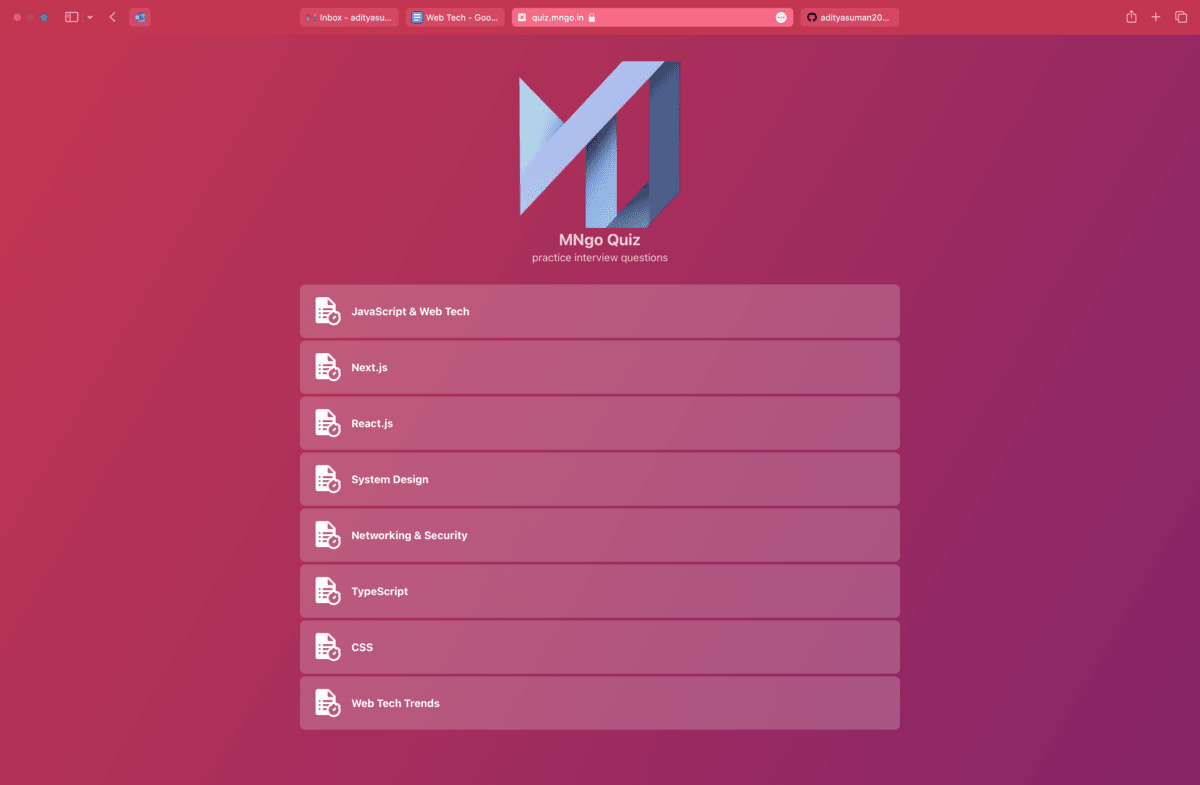 Inbox - adityasu...
Web Tech - Goo...
quiz.mngo.in
adityasuman20...
MNgo Quiz
practice interview questions
JavaScript & Web Tech
Next.js
React.js
System Design
Networking & Security
TypeScript
CSS
Web Tech Trends